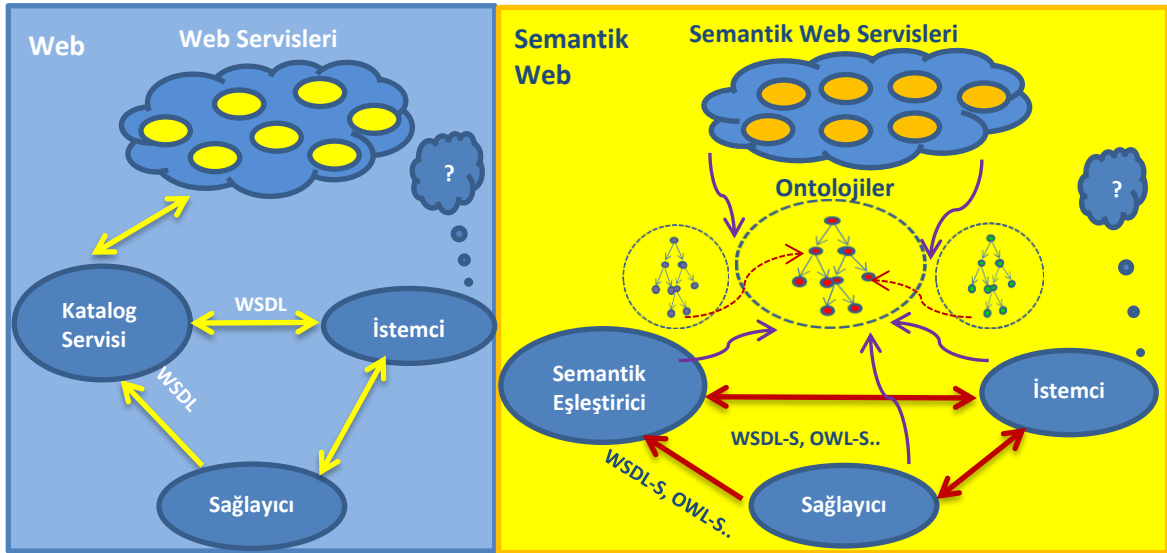 Web
Web Servisleri
?
Katalog
Servisi
WSDL
İstemci
WSDL
Sağlayıcı
Semantik
Web
Semantik Web Servisleri
Ontolojiler
?
Semantik
Eşleştirici
İstemci
WSDL-S, OWL-S..
WSDL-S, OWL-S..
Sağlayıcı